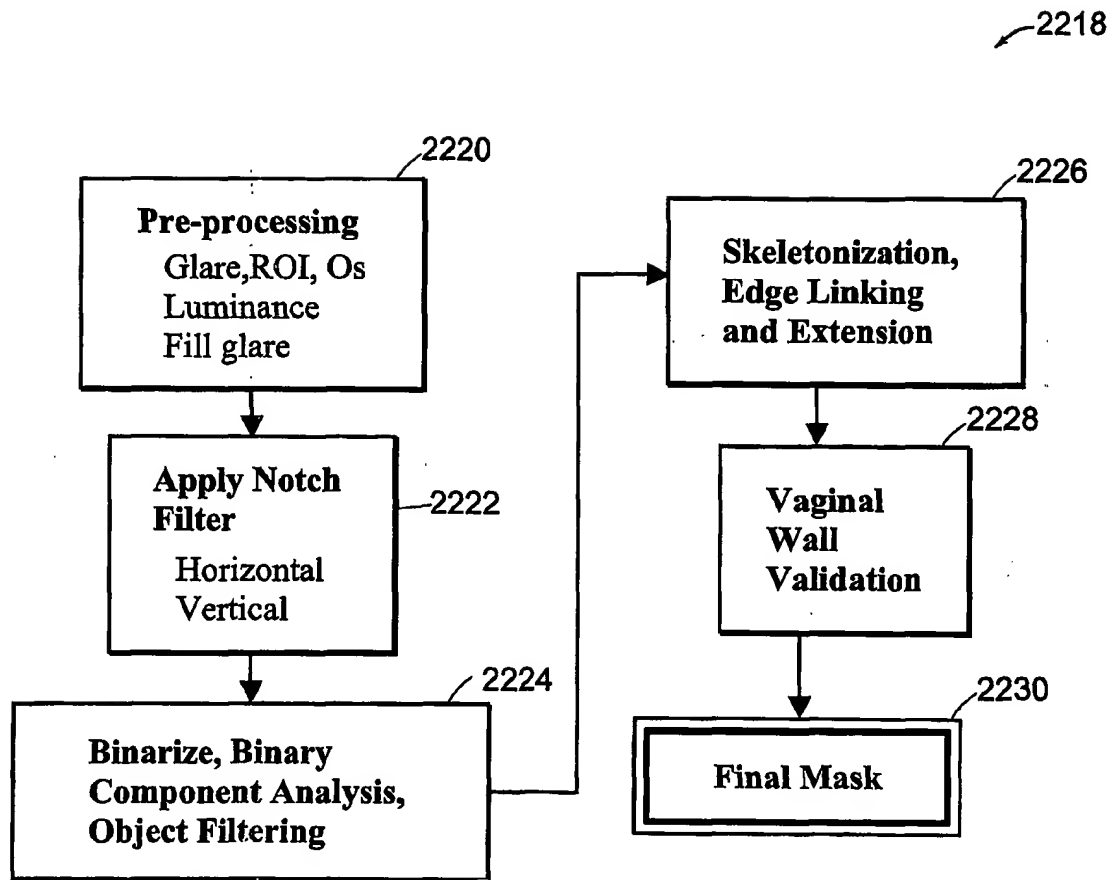 2218
2220
Pre-processing
Glare,ROI, Os
Luminance
Fill glare
2222
Apply Notch
Filter
Horizontal
Vertical
2224
Binarize, Binary
Component Analysis,
Object Filtering
2226
Skeletonization,
Edge Linking
and Extension
2228
Vaginal
Wall
Validation
2230
Final Mask